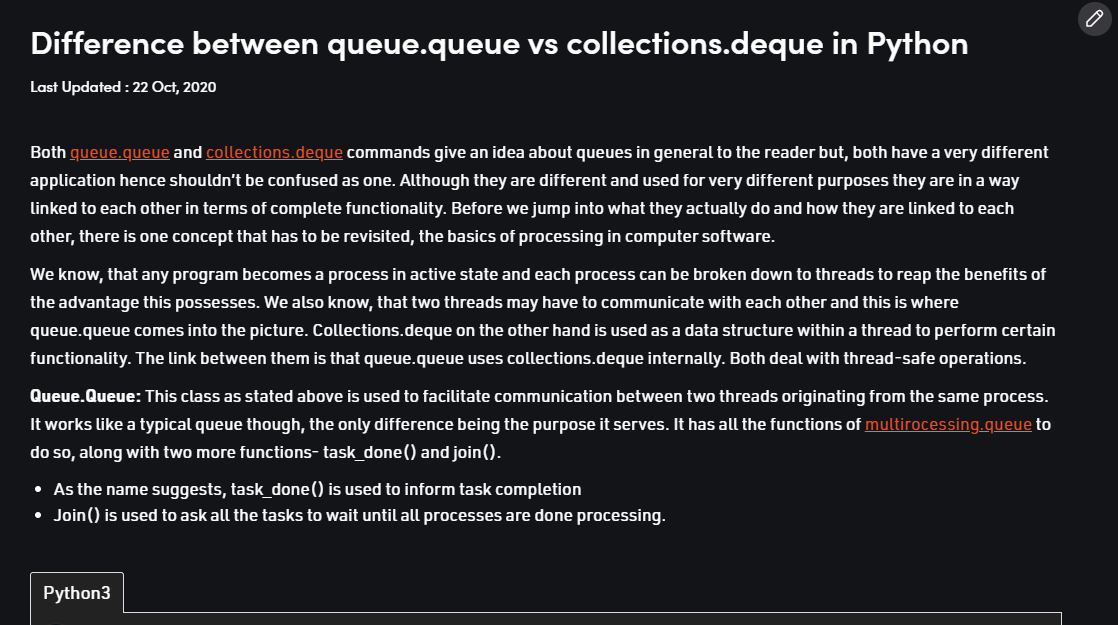 Difference between queue.queue vs collections.deque in Python
Last Updated : 22 Oct, 2020
Both queue.queue and collections.deque commands give an idea about queues in general to the reader but, both have a very different
application hence shouldn’t be confused as one. Although they are different and used for very different purposes they are in a way
linked to each other in terms of complete functionality. Before we jump into what they actually do and how they are linked to each
other, there is one concept that has to be revisited, the basics of processing in computer software.
We know, that any program becomes a process in active state and each process can be broken down to threads to reap the benefits of
the advantage this possesses. We also know, that two threads may have to communicate with each other and this is where
queue.queue comes into the picture. Collections.deque on the other hand is used as a data structure within a thread to perform certain
functionality. The link between them is that queue.queue uses collections.deque internally. Both deal with thread-safe operations.
Queue.Queue: This class as stated above is used to facilitate communication between two threads originating from the same process.
It works like a typical queue though, the only difference being the purpose it serves. It has all the functions of multirocessing.queue to
do so, along with two more functions- task_done() and join().
• As the name suggests, task_done() is used to inform task completion
• Join() is used to ask all the tasks to wait until all processes are done processing.
Python3